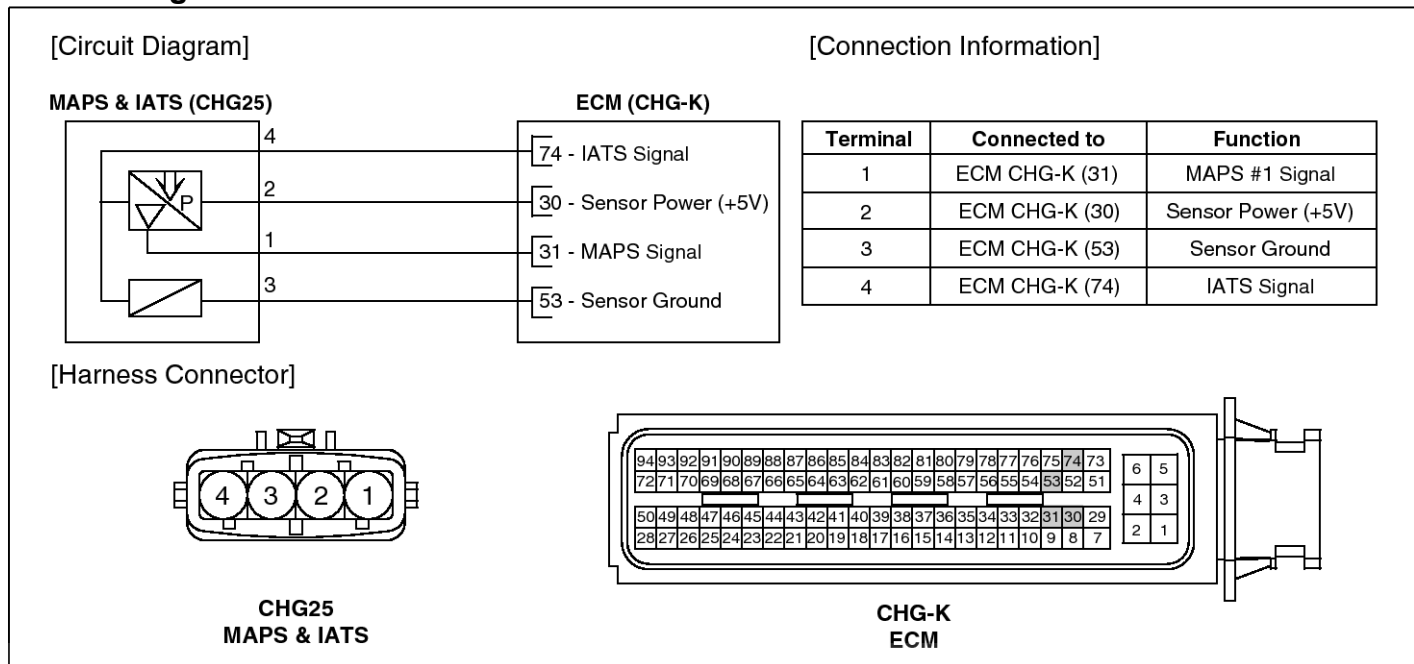 [Circuit Diagram]
[Connection Information]
MAPS & IATS (CHG25)
ECM (CHG-K)
4
74 - IATS Signal
2
30 - Sensor Power (+5V)
P
1
31 - MAPS Signal
3
53 - Sensor Ground
Terminal Connected to Function
1 ECM CHG-K (31) MAPS #1 Signal
2 ECM CHG-K (30) Sensor Power (+5V)
3 ECM CHG-K (53) Sensor Ground
4 ECM CHG-K (74) IATS Signal
[Harness Connector]
4 3 2 1
CHG25
MAPS & IATS
94 93 92 91 90 89 88 87 86 85 84 83 82 81 80 79 78 77 76 75 74 73
72 71 70 69 68 67 66 65 64 63 62 61 60 59 58 57 56 55 54 53 52 51
50 49 48 47 46 45 44 43 42 41 40 39 38 37 36 35 34 33 32 31 30 29
28 27 26 25 24 23 22 21 20 19 18 17 16 15 14 13 12 11 10 9 8 7
6 5
4 3
2 1
CHG-K
ECM